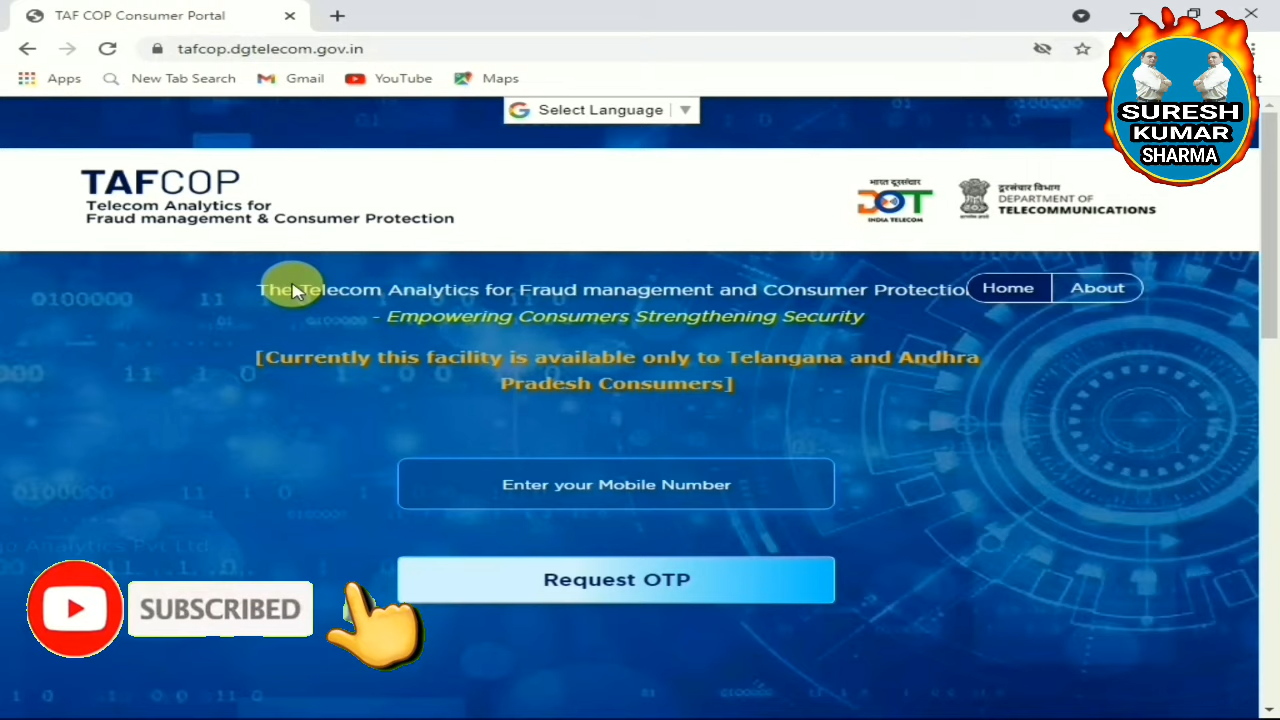 TAF COP Consumer Portal
tafcop.dgtelecom.gov.in
Apps
New Tab Search
Gmail
YouTube
Maps
SURESH
KUMAR
SHARMA
Select Language
TAFCOP
Telecom Analytics for
Fraud management & Consumer Protection
भारत दूरसंचार
DOT
INDIA TELECOM
दूरसंचार विभाग
DEPARTMENT OF
TELECOMMUNICATIONS
The Telecom Analytics for Fraud management and COnsumer Protectio
Home
About
- Empowering Consumers Strengthening Security
[Currently this facility is available only to Telangana and Andhra
Pradesh Consumers]
Enter your Mobile Number
Request OTP
SUBSCRIBED